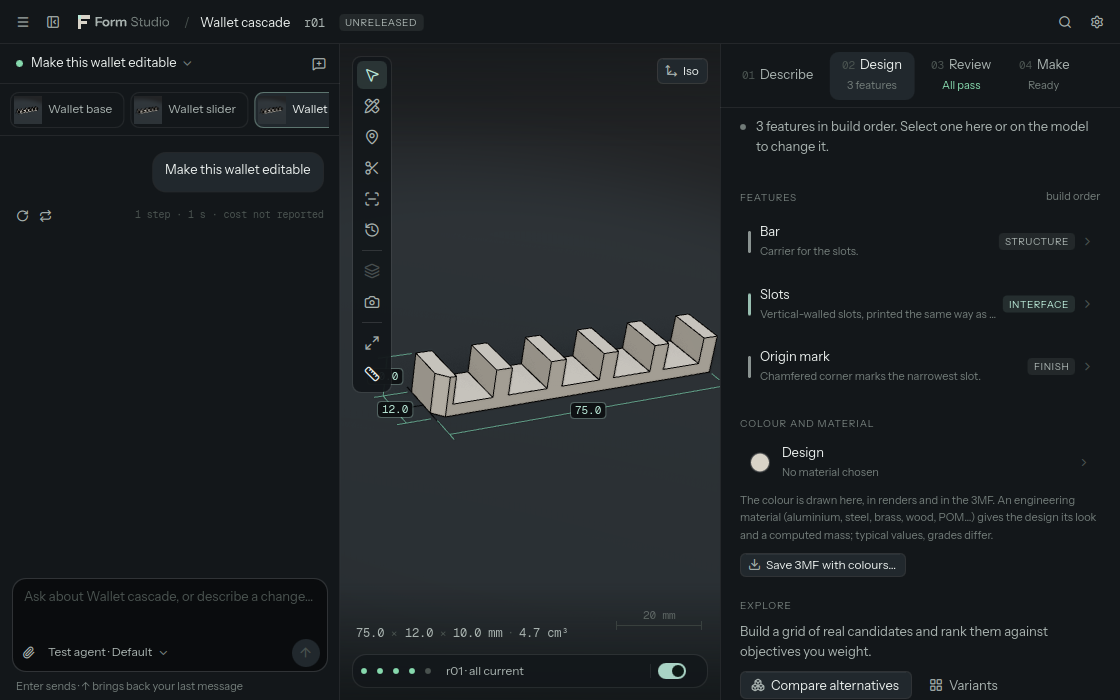 Form Studio / Wallet cascade r01 UNRELEASED
Make this wallet editable
Wallet base
Wallet slider
Wallet
Make this wallet editable
1 step · 1 s · cost not reported
Ask about Wallet cascade, or describe a change...
Test agent · Default
Enter sends · ↑ brings back your last message
Iso
0
12.0
75.0
20 mm
75.0 × 12.0 × 10.0 mm · 4.7 cm³
r01 · all current
01 Describe
02 Design
3 features
03 Review
All pass
04 Make
Ready
3 features in build order. Select one here or on the model
to change it.
FEATURES
build order
Bar
Carrier for the slots.
STRUCTURE
Slots
Vertical-walled slots, printed the same way as ...
INTERFACE
Origin mark
Chamfered corner marks the narrowest slot.
FINISH
COLOUR AND MATERIAL
Design
No material chosen
The colour is drawn here, in renders and in the 3MF. An engineering
material (aluminium, steel, brass, wood, POM...) gives the design its look
and a computed mass; typical values, grades differ.
Save 3MF with colours...
EXPLORE
Build a grid of real candidates and rank them against
objectives you weight.
Compare alternatives
Variants